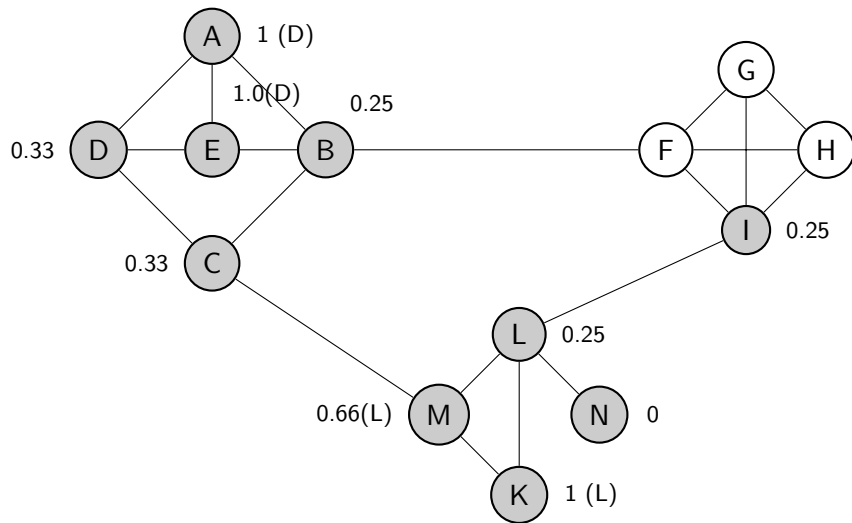 A 1 (D)
G
1.0(D) 0.25
0.33 D E B F H
I 0.25
0.33 C
L 0.25
0.66(L) M N 0
K 1 (L)